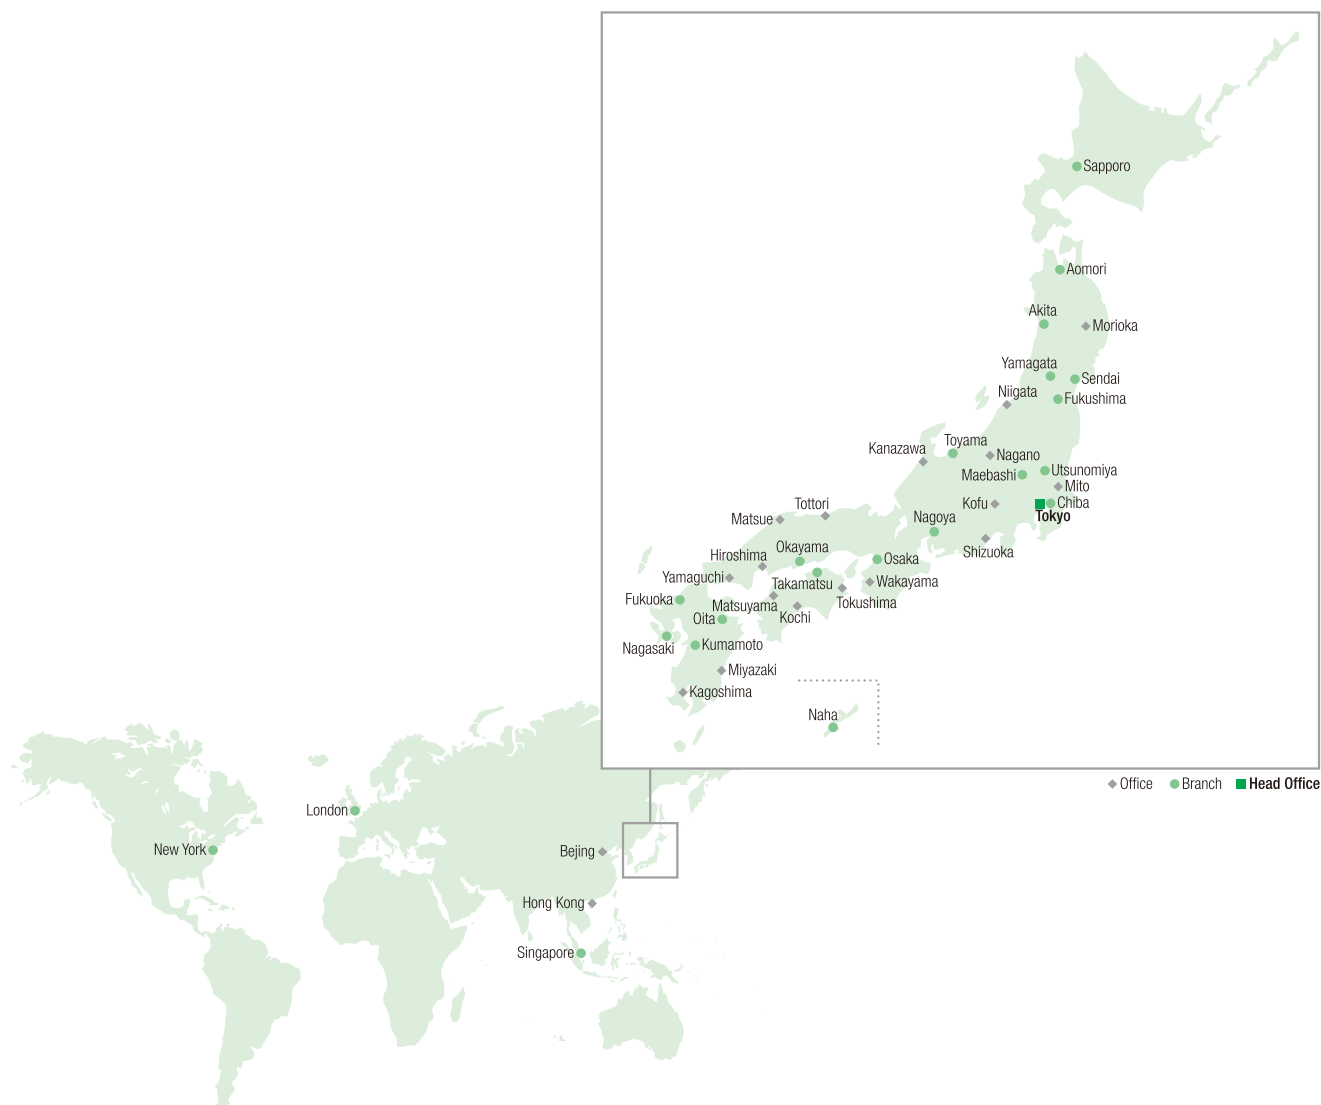 Sapporo
Aomori
Akita
Morioka
Yamagata
Sendai
Niigata
Fukushima
Toyama
Kanazawa
Nagano
Utsunomiya
Maebashi
Mito
Tottori
Kofu
Chiba
Matsue
Nagoya
Tokyo
Okayama
Shizuoka
Hiroshima
Osaka
Yamaguchi
Takamatsu
Wakayama
Fukuoka
Matsuyama
Tokushima
Oita
Kochi
Nagasaki
Kumamoto
Miyazaki
Kagoshima
Naha
Office
Branch
Head Office
London
New York
Bejing
Hong Kong
Singapore